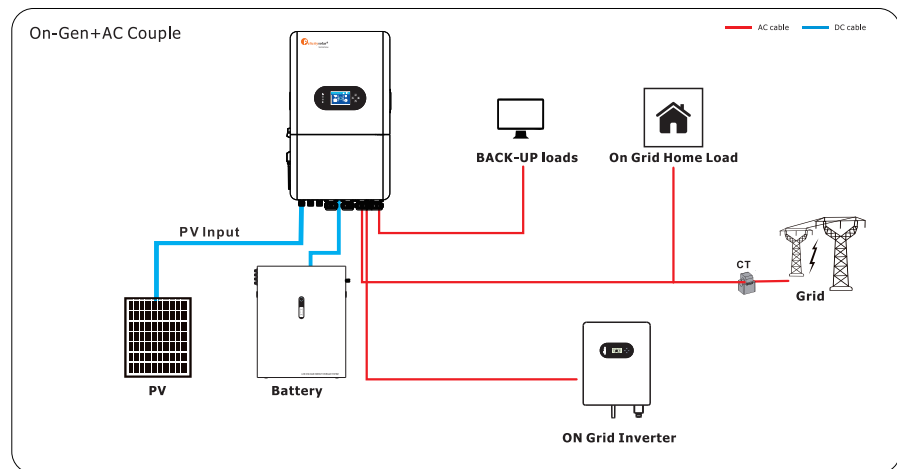 On-Gen+AC Couple
AC cable
DC cable
BACK-UP loads
On Grid Home Load
PV Input
CT
Grid
PV
Battery
ON Grid Inverter